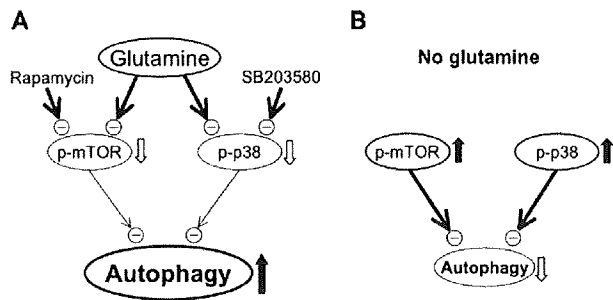 A
Glutamine
Rapamycin
SB203580
p-mTOR
p-p38
Autophagy
B
No glutamine
p-mTOR
p-p38
Autophagy